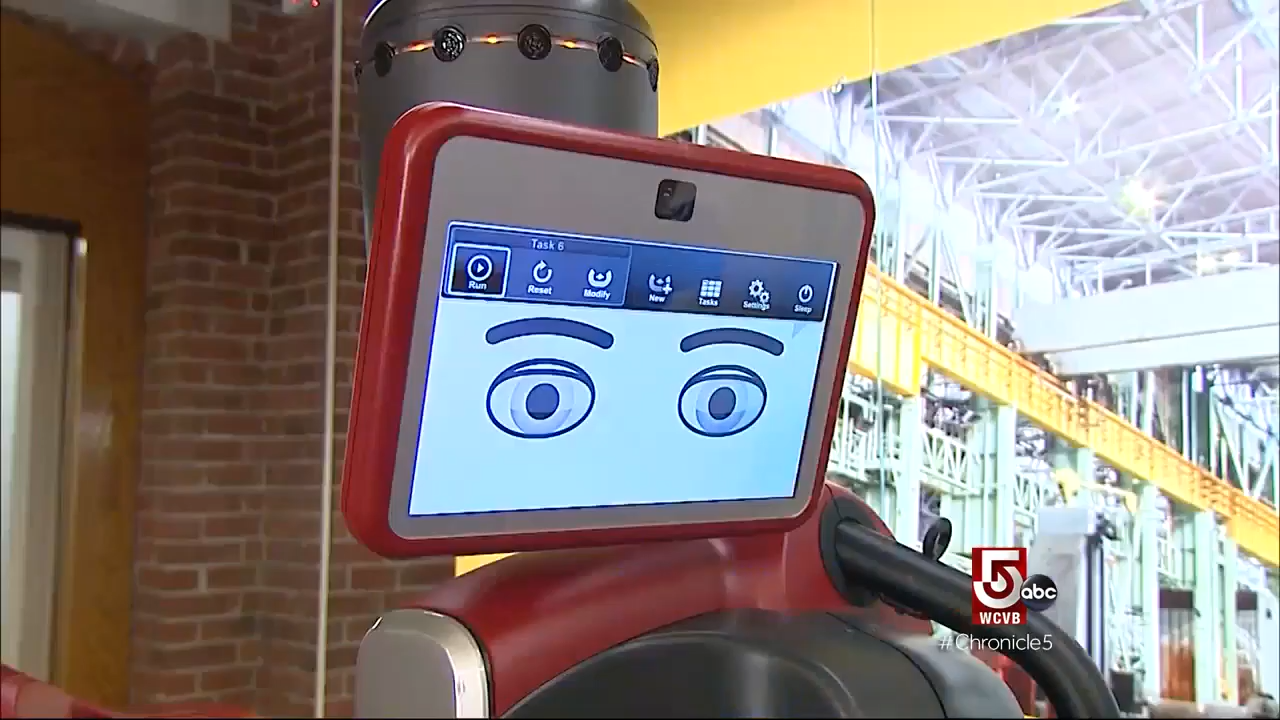 Task 6
Run
Reset
Modify
New
Tasks
Settings
Sleep
5
abc
WCVB
#Chronicle5